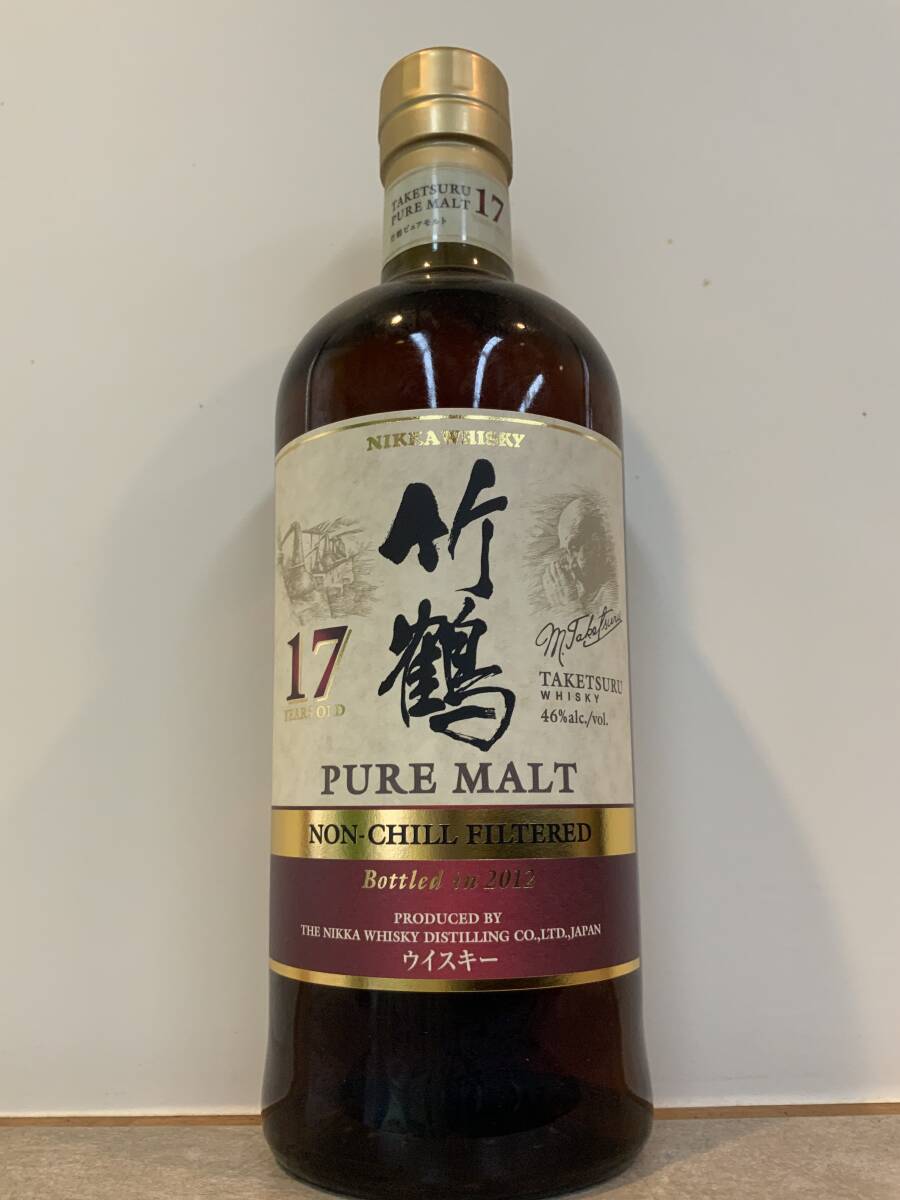 TAKETSURU
PURE MALT
17
竹鶴ピュアモルト
NIKKA WHISKY
竹鶴
17
YEARS OLD
M. Taketsuru
TAKETSURU
WHISKY
46%alc./vol.
PURE MALT
NON-CHILL FILTERED
Bottled in 2012
PRODUCED BY
THE NIKKA WHISKY DISTILLING CO.,LTD.,JAPAN
ウイスキー